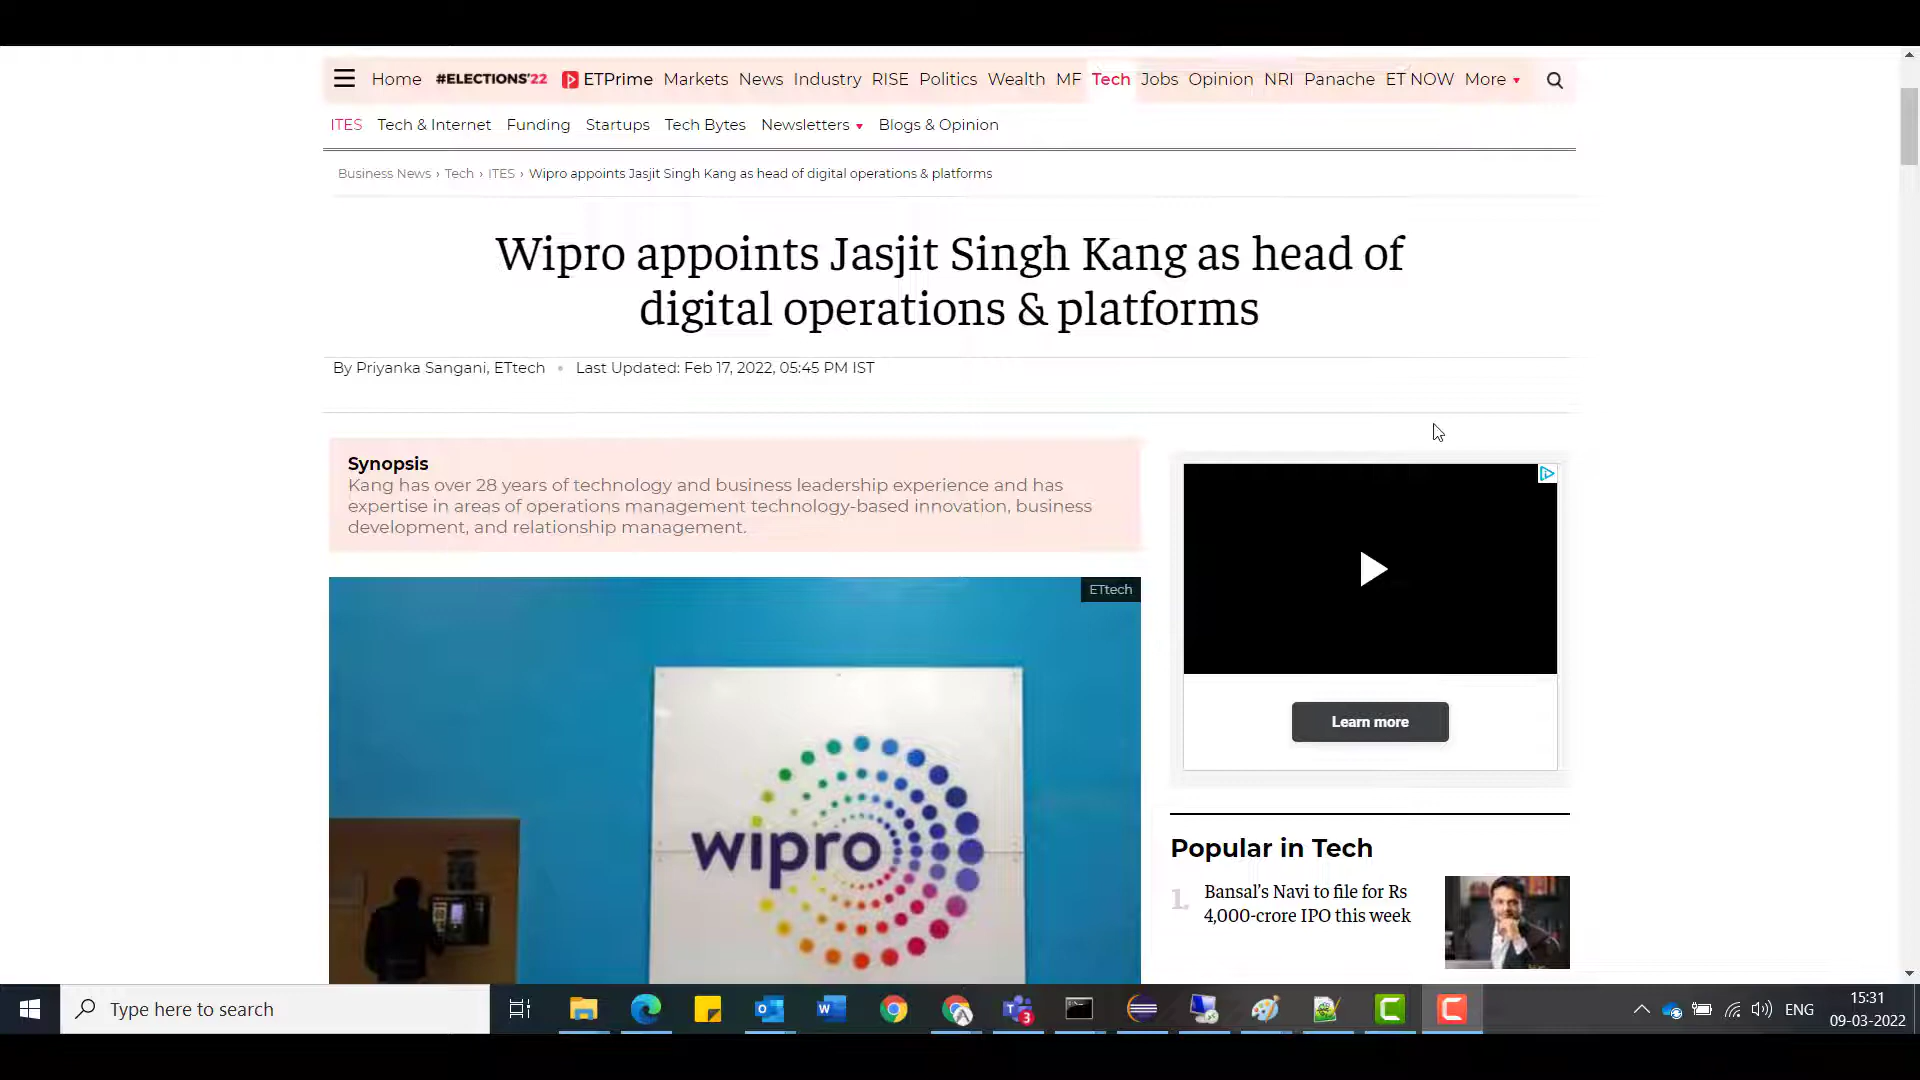 Home #ELECTIONS'22 ETPrime Markets News Industry RISE Politics Wealth MF Tech Jobs Opinion NRI Panache ET NOW More
ITES Tech & Internet Funding Startups Tech Bytes Newsletters Blogs & Opinion
Business News › Tech › ITES › Wipro appoints Jasjit Singh Kang as head of digital operations & platforms
Wipro appoints Jasjit Singh Kang as head of
digital operations & platforms
By Priyanka Sangani, ETtech • Last Updated: Feb 17, 2022, 05:45 PM IST
Synopsis
Kang has over 28 years of technology and business leadership experience and has
expertise in areas of operations management technology-based innovation, business
development, and relationship management.
ETtech
wipro
Learn more
Popular in Tech
1. Bansal's Navi to file for Rs
4,000-crore IPO this week
Type here to search
3
ENG
15:31
09-03-2022